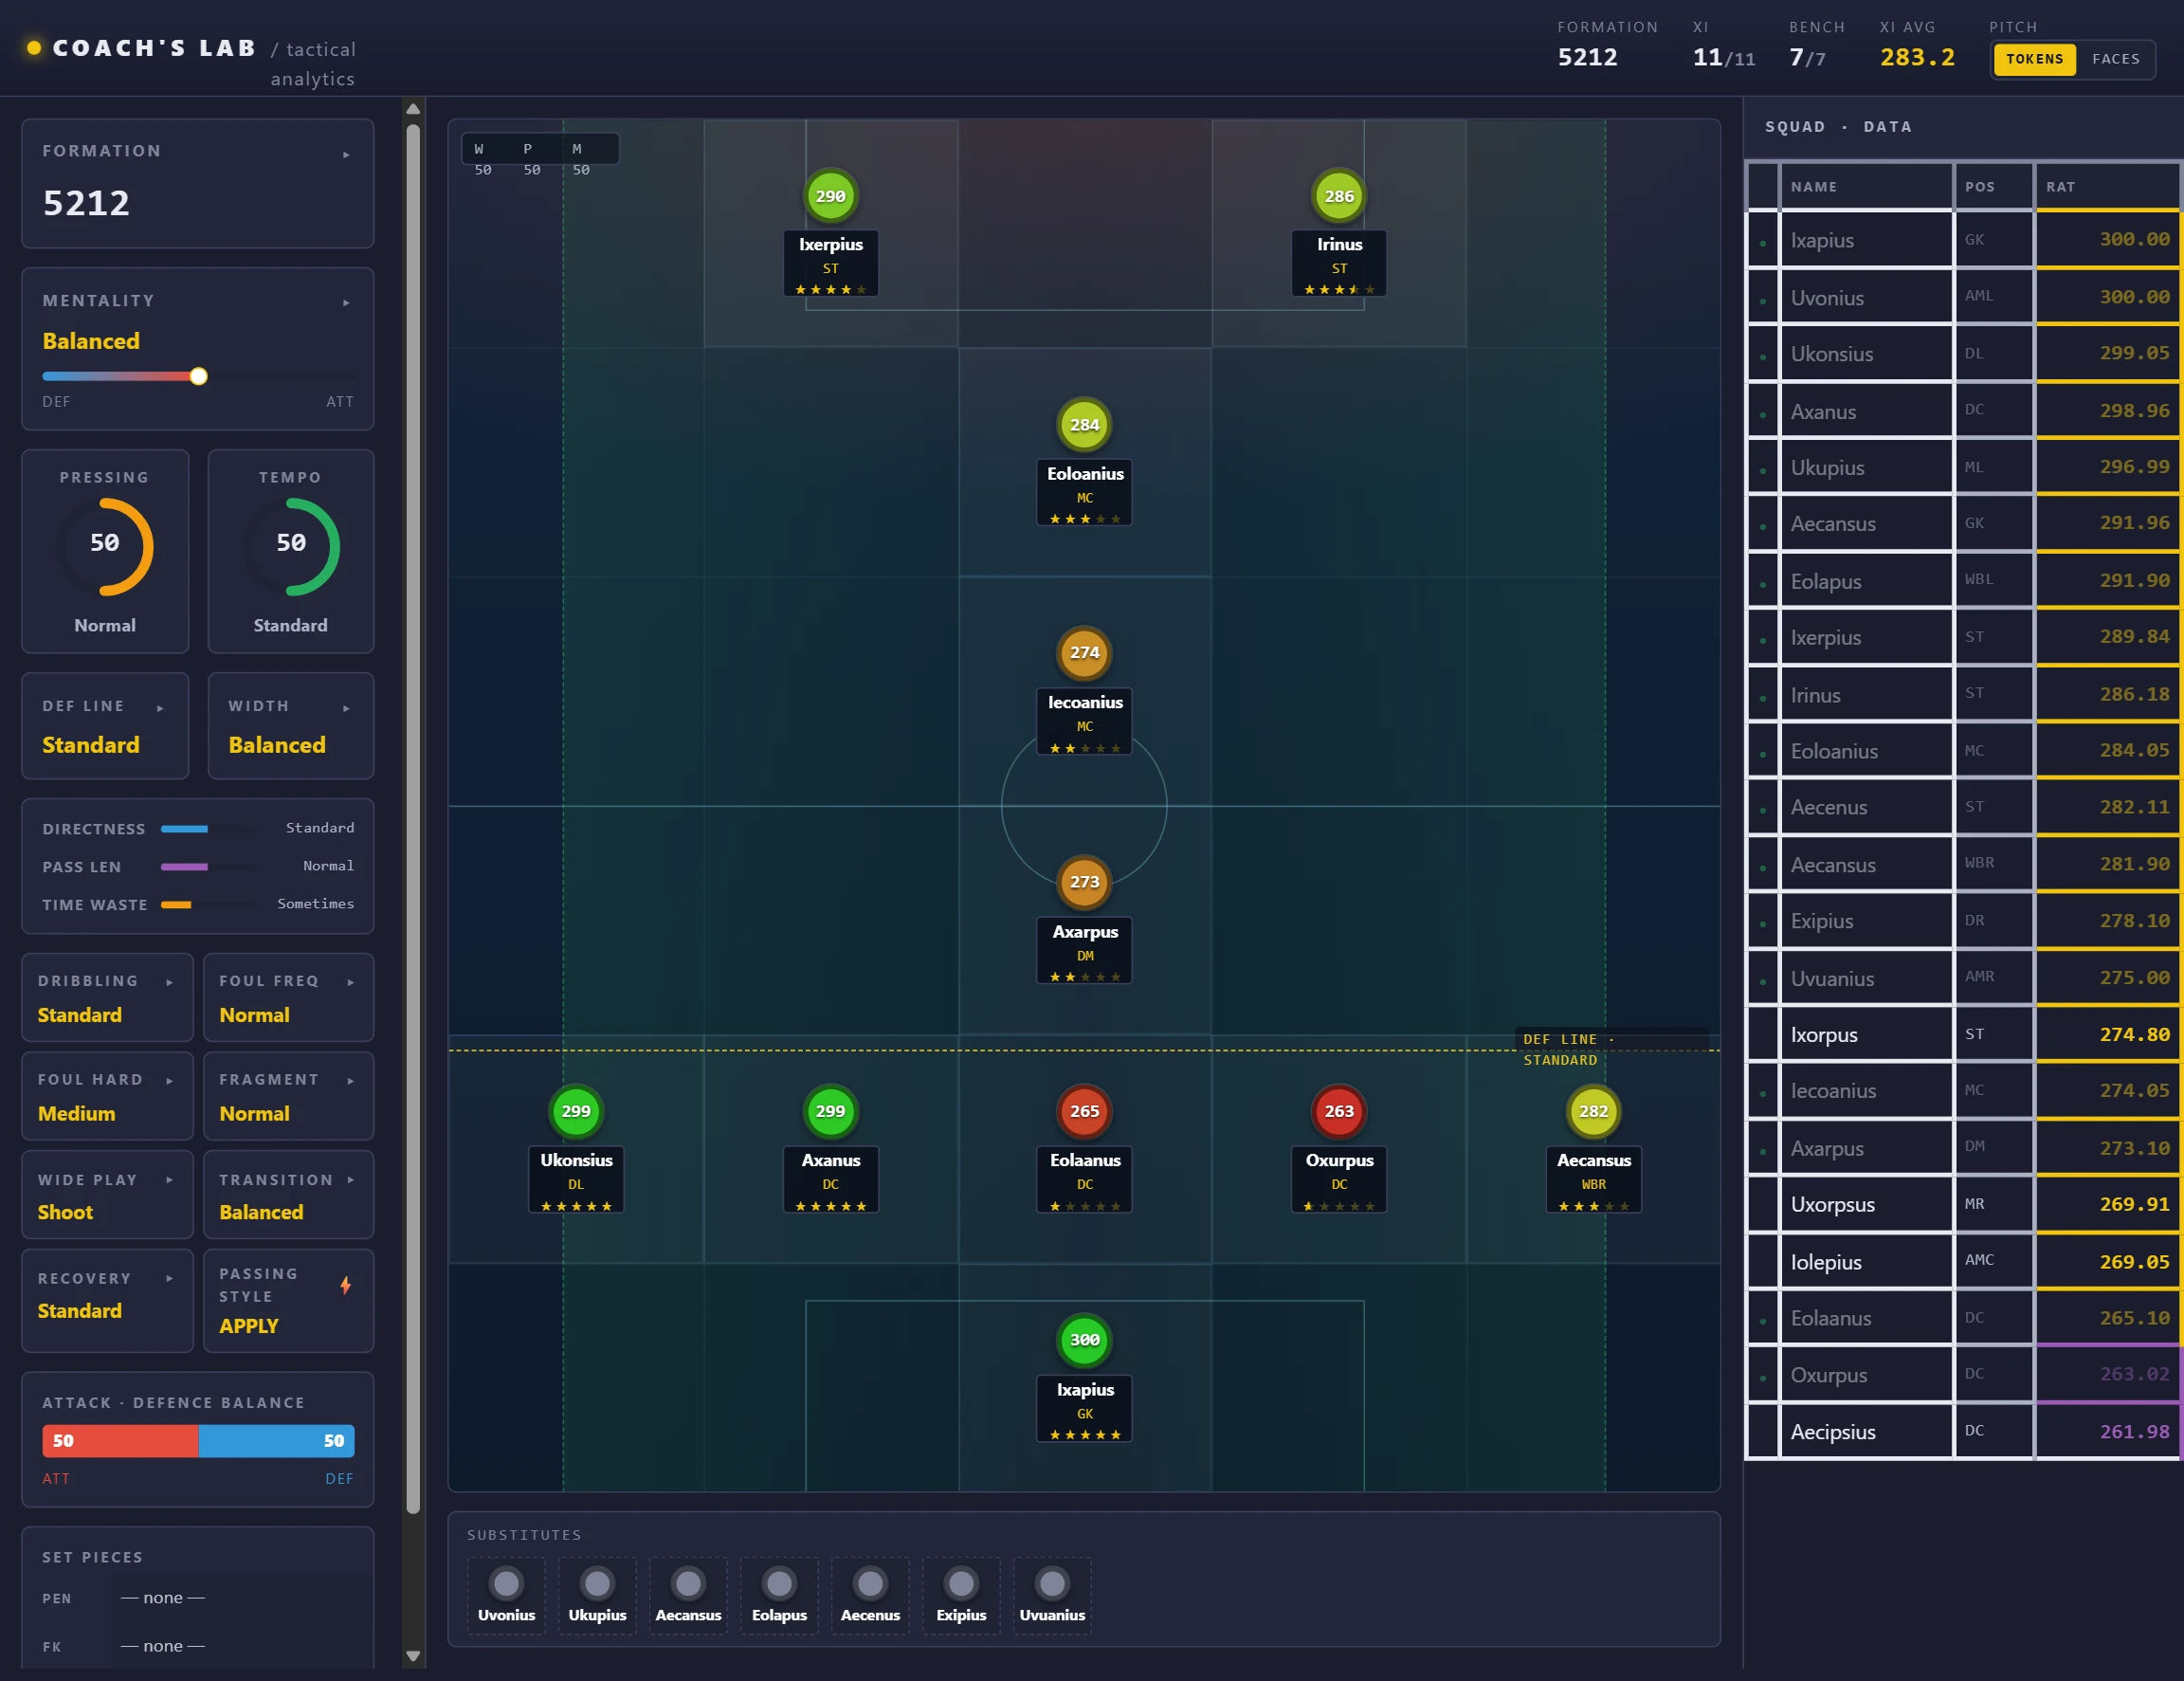 COACH'S LAB / tactical
analytics
FORMATION
5212
XI
11/11
BENCH
7/7
XI AVG
283.2
PITCH
TOKENS FACES
FORMATION ▸
5212
MENTALITY ▸
Balanced
DEF ATT
PRESSING
50
Normal
TEMPO
50
Standard
DEF LINE ▸
Standard
WIDTH ▸
Balanced
DIRECTNESS Standard
PASS LEN Normal
TIME WASTE Sometimes
DRIBBLING ▸
Standard
FOUL FREQ ▸
Normal
FOUL HARD ▸
Medium
FRAGMENT ▸
Normal
WIDE PLAY ▸
Shoot
TRANSITION ▸
Balanced
RECOVERY ▸
Standard
PASSING
STYLE
APPLY
ATTACK · DEFENCE BALANCE
50 50
ATT DEF
SET PIECES
PEN — none —
FK — none —
W P M
50 50 50
290
Ixerpius
ST
286
Irinus
ST
284
Eoloanius
MC
274
Iecoanius
MC
273
Axarpus
DM
DEF LINE ·
STANDARD
299
Ukonsius
DL
299
Axanus
DC
265
Eolaanus
DC
263
Oxurpus
DC
282
Aecansus
WBR
300
Ixapius
GK
SUBSTITUTES
Uvonius
Ukupius
Aecansus
Eolapus
Aecenus
Exipius
Uvuanius
SQUAD · DATA
NAME POS RAT
Ixapius GK 300.00
Uvonius AML 300.00
Ukonsius DL 299.05
Axanus DC 298.96
Ukupius ML 296.99
Aecansus GK 291.96
Eolapus WBL 291.90
Ixerpius ST 289.84
Irinus ST 286.18
Eoloanius MC 284.05
Aecenus ST 282.11
Aecansus WBR 281.90
Exipius DR 278.10
Uvuanius AMR 275.00
Ixorpus ST 274.80
Iecoanius MC 274.05
Axarpus DM 273.10
Uxorpsus MR 269.91
Iolepius AMC 269.05
Eolaanus DC 265.10
Oxurpus DC 263.02
Aecipsius DC 261.98